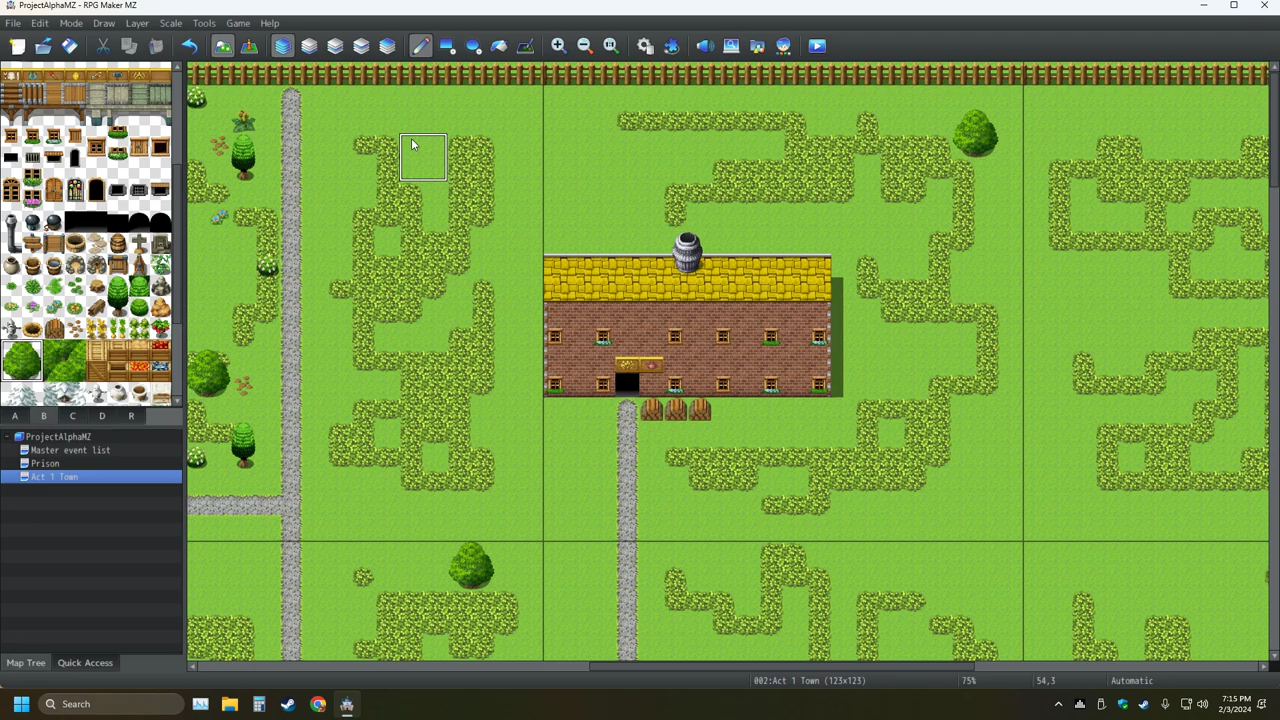 ProjectAlphaMZ - RPG Maker MZ
File Edit Mode Draw Layer Scale Tools Game Help
A B C D R
ProjectAlphaMZ
Master event list
Prison
Act 1 Town
Map Tree Quick Access
002:Act 1 Town (123x123) 75% 54,3 Automatic
Search
7:15 PM
2/3/2024